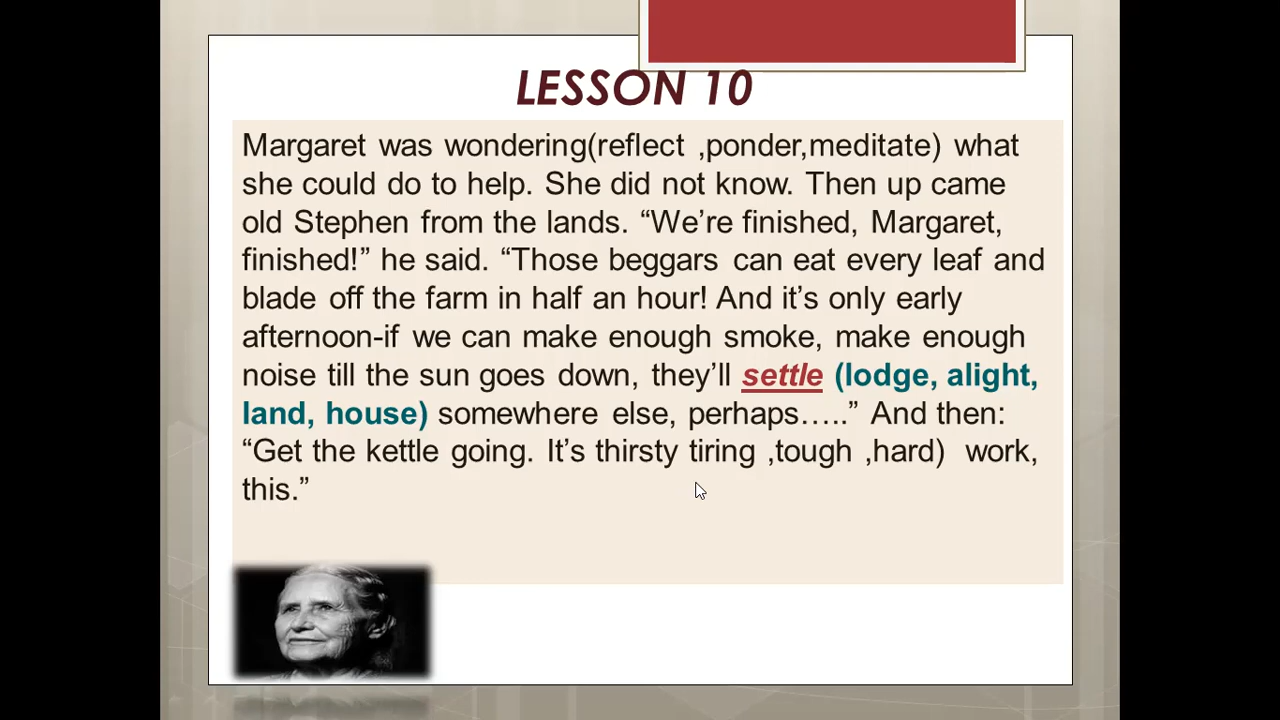 LESSON 10
Margaret was wondering(reflect ,ponder,meditate) what
she could do to help. She did not know. Then up came
old Stephen from the lands. “We’re finished, Margaret,
finished!” he said. “Those beggars can eat every leaf and
blade off the farm in half an hour! And it’s only early
afternoon-if we can make enough smoke, make enough
noise till the sun goes down, they’ll settle (lodge, alight,
land, house) somewhere else, perhaps…..” And then:
“Get the kettle going. It’s thirsty tiring ,tough ,hard) work,
this.”